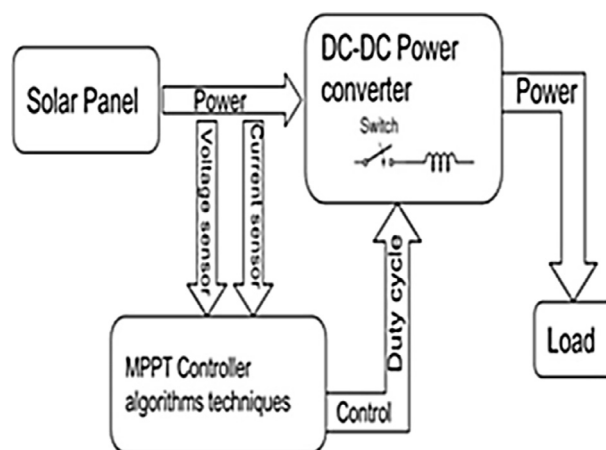 Solar Panel
Power
DC-DC Power
converter
Switch
Power
Voltage sensor
Current sensor
Duty cycle
MPPT Controller
algorithms techniques
Control
Load